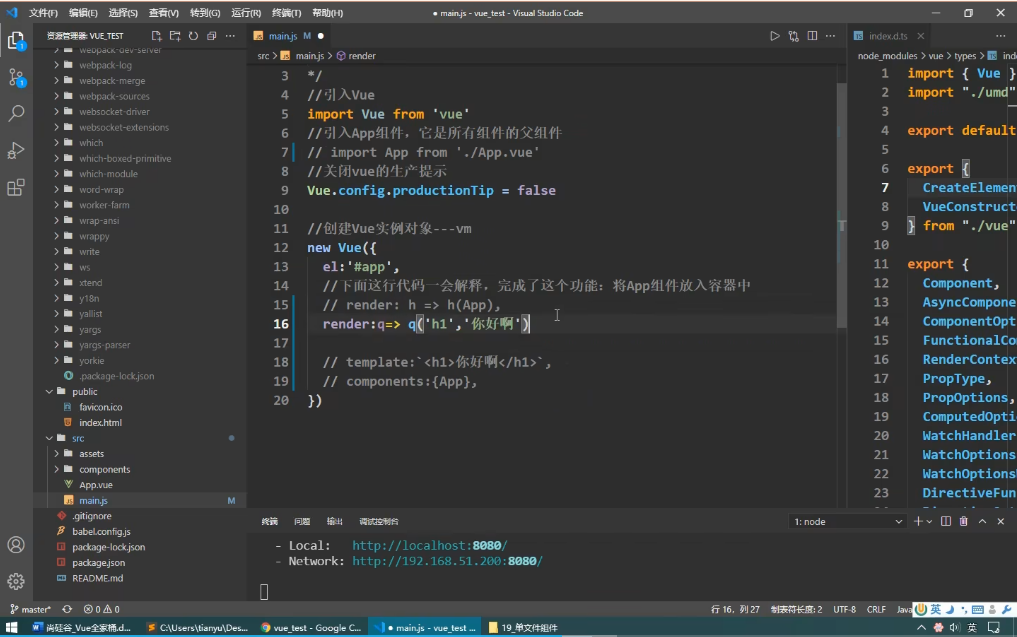 文件(F) 编辑(E) 选择(S) 查看(V) 转到(G) 运行(R) 终端(T) 帮助(H) ● main.js - vue_test - Visual Studio Code
资源管理器: VUE_TEST
webpack-dev-server
webpack-log
webpack-merge
webpack-sources
websocket-driver
websocket-extensions
which
which-boxed-primitive
which-module
word-wrap
worker-farm
wrap-ansi
wrappy
write
ws
xtend
y18n
yallist
yargs
yargs-parser
yorkie
.package-lock.json
public
favicon.ico
index.html
src
assets
components
App.vue
main.js M
.gitignore
babel.config.js
package-lock.json
package.json
README.md
main.js M ●
src > main.js > render
3 */
4 //引入Vue
5 import Vue from 'vue'
6 //引入App组件，它是所有组件的父组件
7 // import App from './App.vue'
8 //关闭vue的生产提示
9 Vue.config.productionTip = false
10
11 //创建Vue实例对象---vm
12 new Vue({
13 el:'#app',
14 //下面这行代码一会解释，完成了这个功能：将App组件放入容器中
15 // render: h => h(App),
16 render:q=> q('h1','你好啊')
17
18 // template:`<h1>你好啊</h1>`,
19 // components:{App},
20 })
index.d.ts
node_modules > vue > types > ind
1 import { Vue }
2 import "./umd"
3
4 export default
5
6 export {
7 CreateElemen
8 VueConstruct
9 } from "./vue"
10
11 export {
12 Component,
13 AsyncCompone
14 ComponentOpt
15 FunctionalCo
16 RenderContex
17 PropType,
18 PropOptions,
19 ComputedOpti
20 WatchHandler
21 WatchOptions
22 WatchOptions
23 DirectiveFun
终端 问题 输出 调试控制台 1: node
- Local: http://localhost:8080/
- Network: http://192.168.51.200:8080/
master* 0 0 行 16，列 27 制表符长度: 2 UTF-8 CRLF Java 英
尚硅谷_Vue全家桶.d... C:\Users\tianyu\Des... vue_test - Google C... ● main.js - vue_test ... 19_单文件组件 英